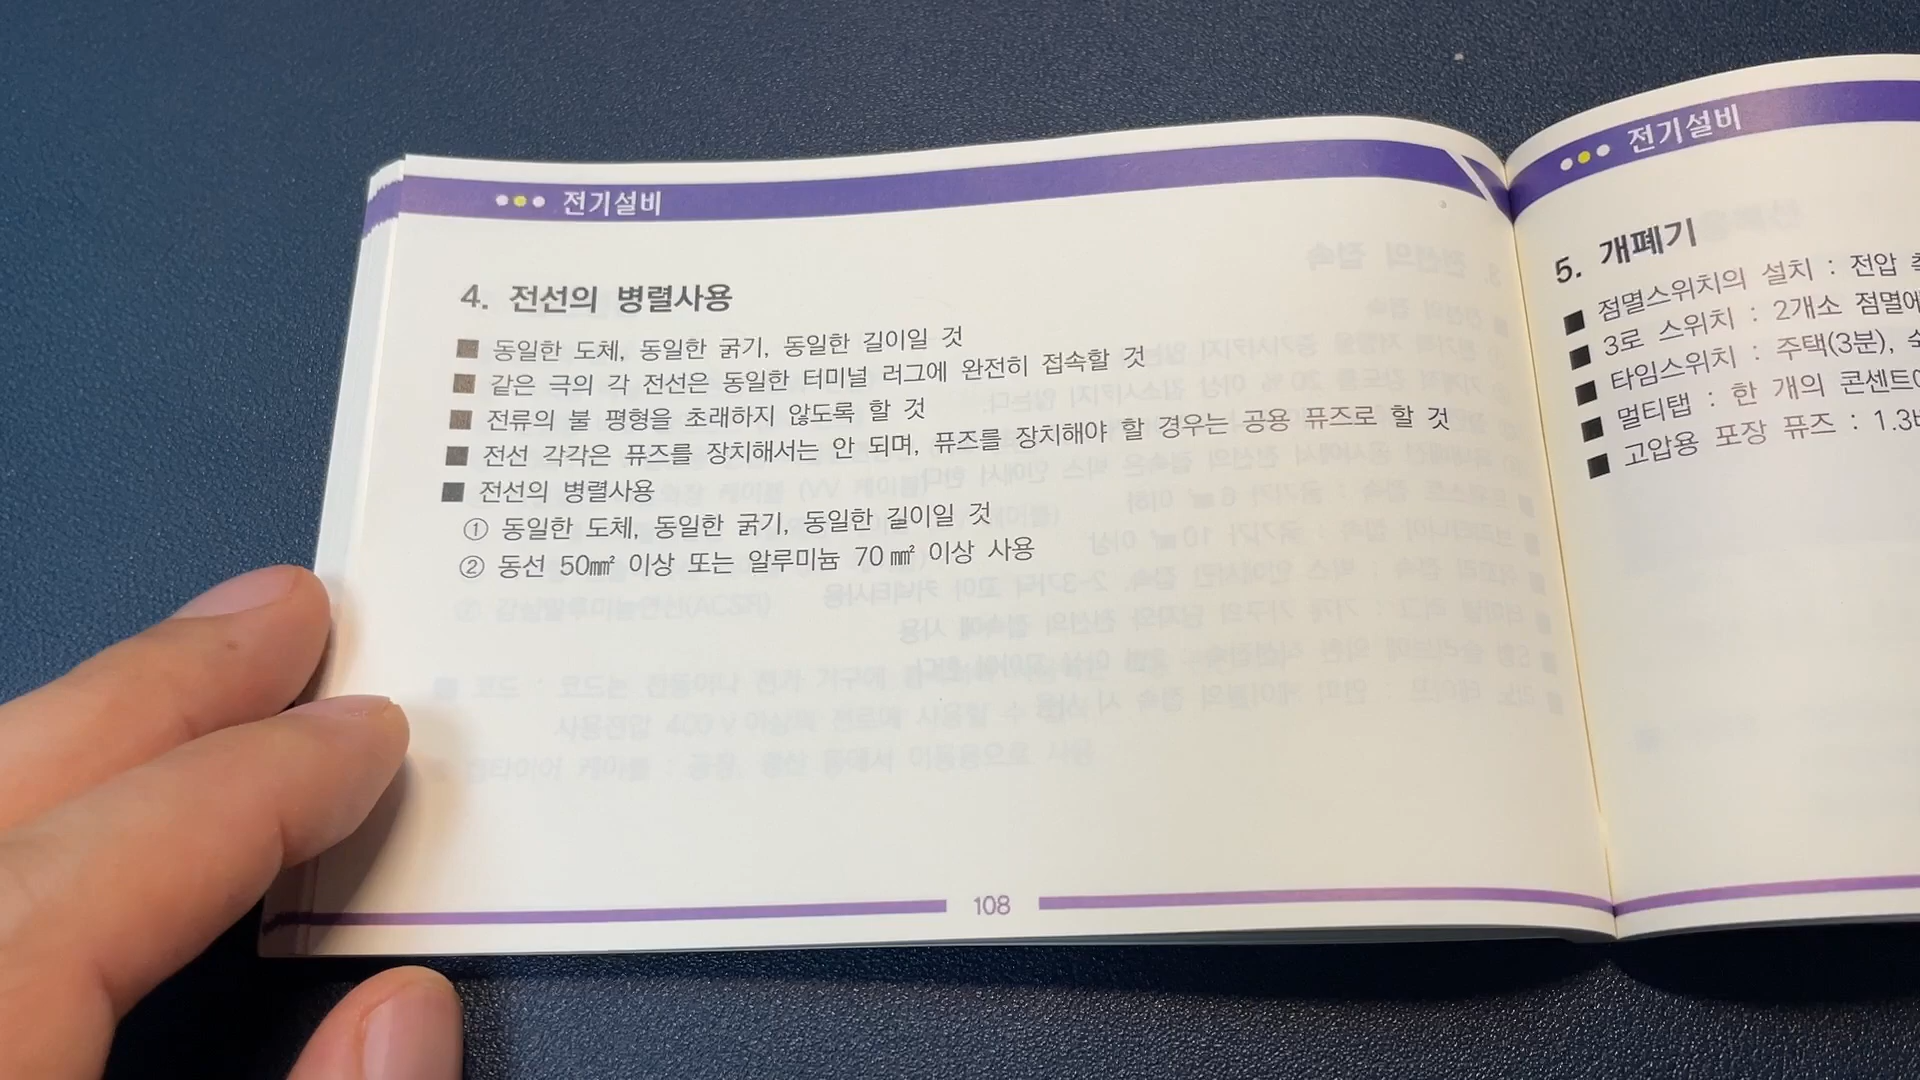 전기설비
4. 전선의 병렬사용
■ 동일한 도체, 동일한 굵기, 동일한 길이일 것
■ 같은 극의 각 전선은 동일한 터미널 러그에 완전히 접속할 것
■ 전류의 불 평형을 초래하지 않도록 할 것
■ 전선 각각은 퓨즈를 장치해서는 안 되며, 퓨즈를 장치해야 할 경우는 공용 퓨즈로 할 것
■ 전선의 병렬사용
① 동일한 도체, 동일한 굵기, 동일한 길이일 것
② 동선 50㎟ 이상 또는 알루미늄 70㎟ 이상 사용
108
전기설비
5. 개폐기
■ 점멸스위치의 설치 : 전압
■ 3로 스위치 : 2개소 점멸에
■ 타임스위치 : 주택(3분),
■ 멀티탭 : 한 개의 콘센트에
■ 고압용 포장 퓨즈 : 1.3